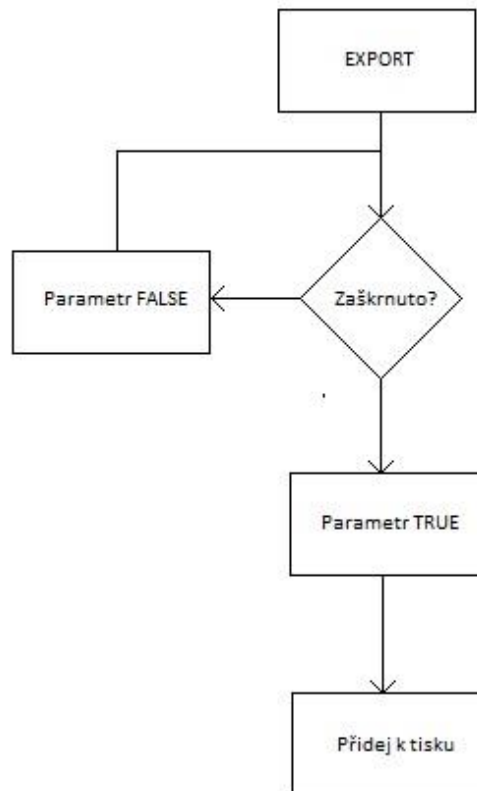 EXPORT
Zaškrnuto?
Parametr FALSE
Parametr TRUE
Přidej k tisku